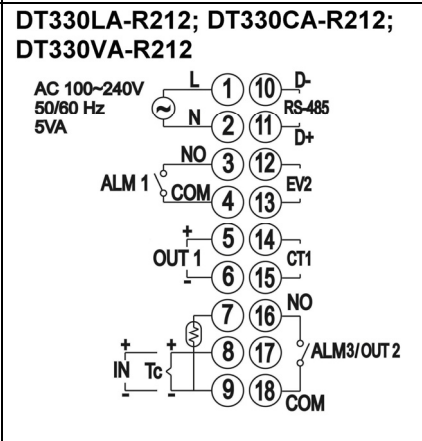 DT330LA-R212; DT330CA-R212;
DT330VA-R212
AC 100~240V
50/60 Hz
5VA
L 1 10 D-
RS-485
N 2 11 D+
NO 3 12
ALM 1 EV2
COM 4 13
+ 5 14
OUT 1 CT1
- 6 15
7 16 NO
+ + 8 17 ALM3/OUT 2
IN Tc
- - 9 18 COM